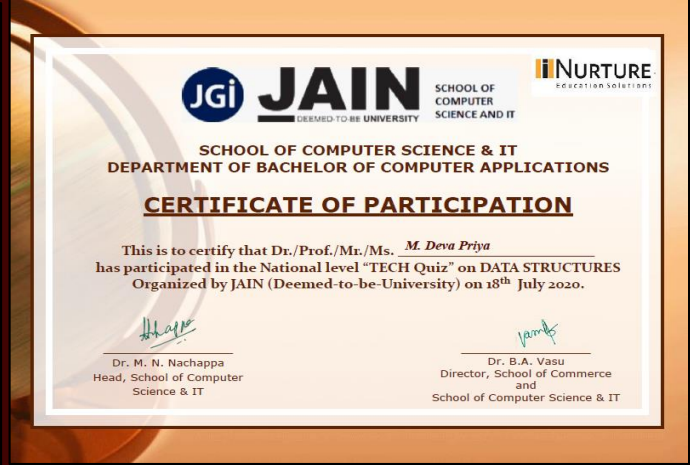 JGi JAIN
DEEMED-TO-BE UNIVERSITY
SCHOOL OF
COMPUTER
SCIENCE AND IT
iNURTURE
Education Solutions
SCHOOL OF COMPUTER SCIENCE & IT
DEPARTMENT OF BACHELOR OF COMPUTER APPLICATIONS
CERTIFICATE OF PARTICIPATION
This is to certify that Dr./Prof./Mr./Ms. M. Deva Priya
has participated in the National level “TECH Quiz” on DATA STRUCTURES
Organized by JAIN (Deemed-to-be-University) on 18th July 2020.
Dr. M. N. Nachappa
Head, School of Computer
Science & IT
Dr. B.A. Vasu
Director, School of Commerce
and
School of Computer Science & IT